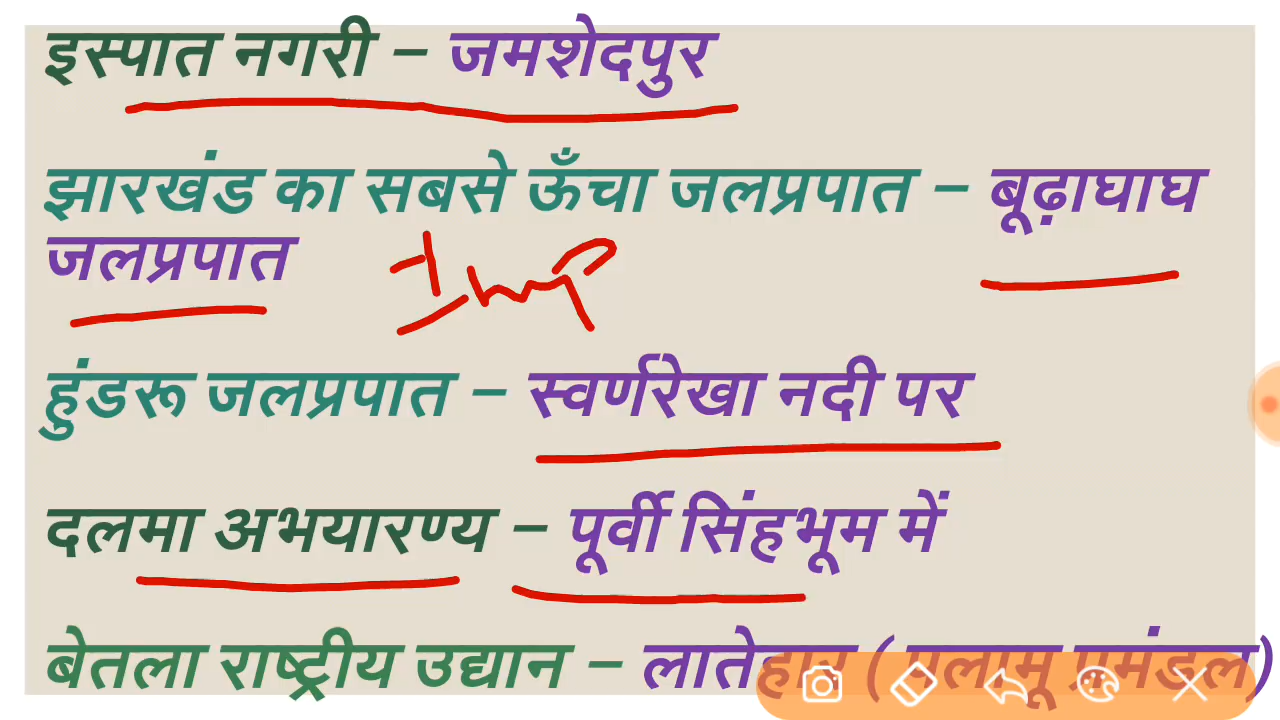 इस्पात नगरी – जमशेदपुर
झारखंड का सबसे ऊँचा जलप्रपात – बूढ़ाघाघ
जलप्रपात
हुंडरू जलप्रपात – स्वर्णरेखा नदी पर
दलमा अभयारण्य – पूर्वी सिंहभूम में
बेतला राष्ट्रीय उद्यान – लातेहार (पलामू प्रमंडल)